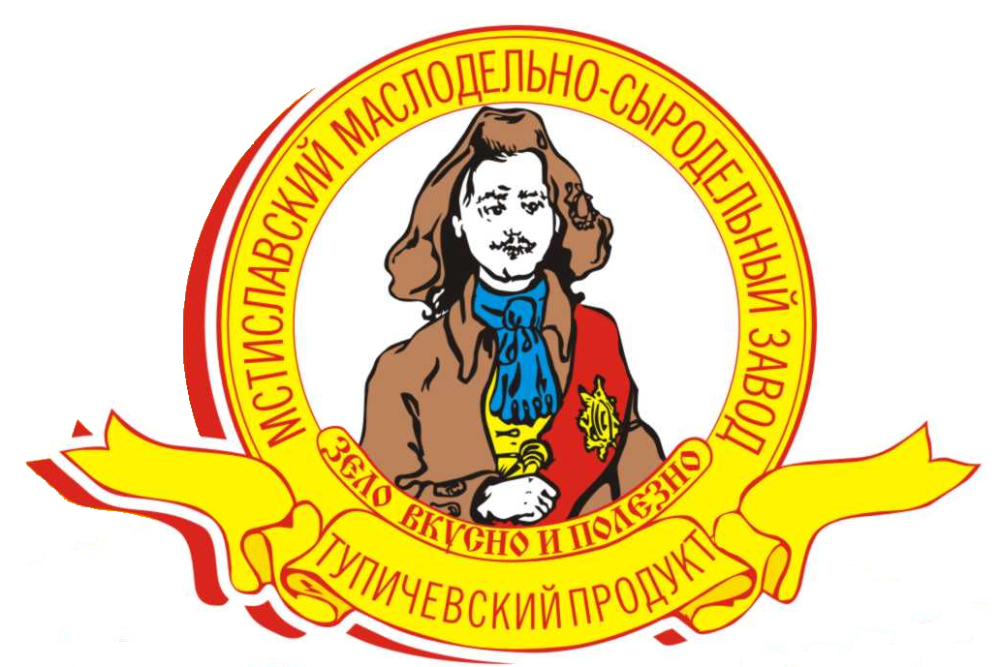 МСТИСЛАВСКИЙ МАСЛОДЕЛЬНО-СЫРОДЕЛЬНЫЙ ЗАВОД
ЗЕЛО ВКУСНО И ПОЛЕЗНО
ТУПИЧЕВСКИЙ ПРОДУКТ